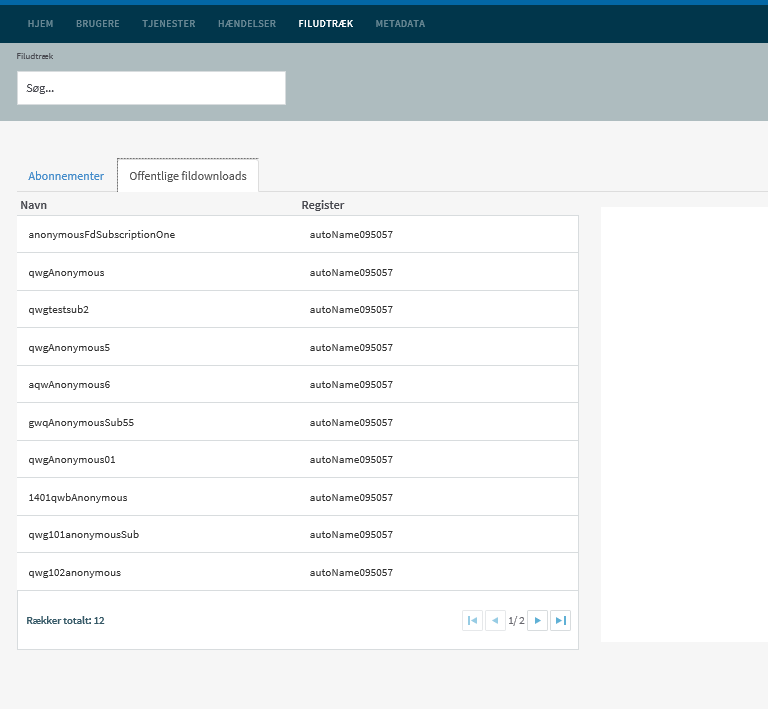 HJEM BRUGERE TJENESTER HÆNDELSER FILUDTRÆK METADATA
Filudtræk
Søg...
Abonnementer Offentlige fildownloads
Navn Register
anonymousFdSubscriptionOne autoName095057
qwgAnonymous autoName095057
qwgtestsub2 autoName095057
qwgAnonymous5 autoName095057
aqwAnonymous6 autoName095057
gwqAnonymousSub55 autoName095057
qwgAnonymous01 autoName095057
1401qwbAnonymous autoName095057
qwg101anonymousSub autoName095057
qwg102anonymous autoName095057
Rækker totalt: 12 1/ 2